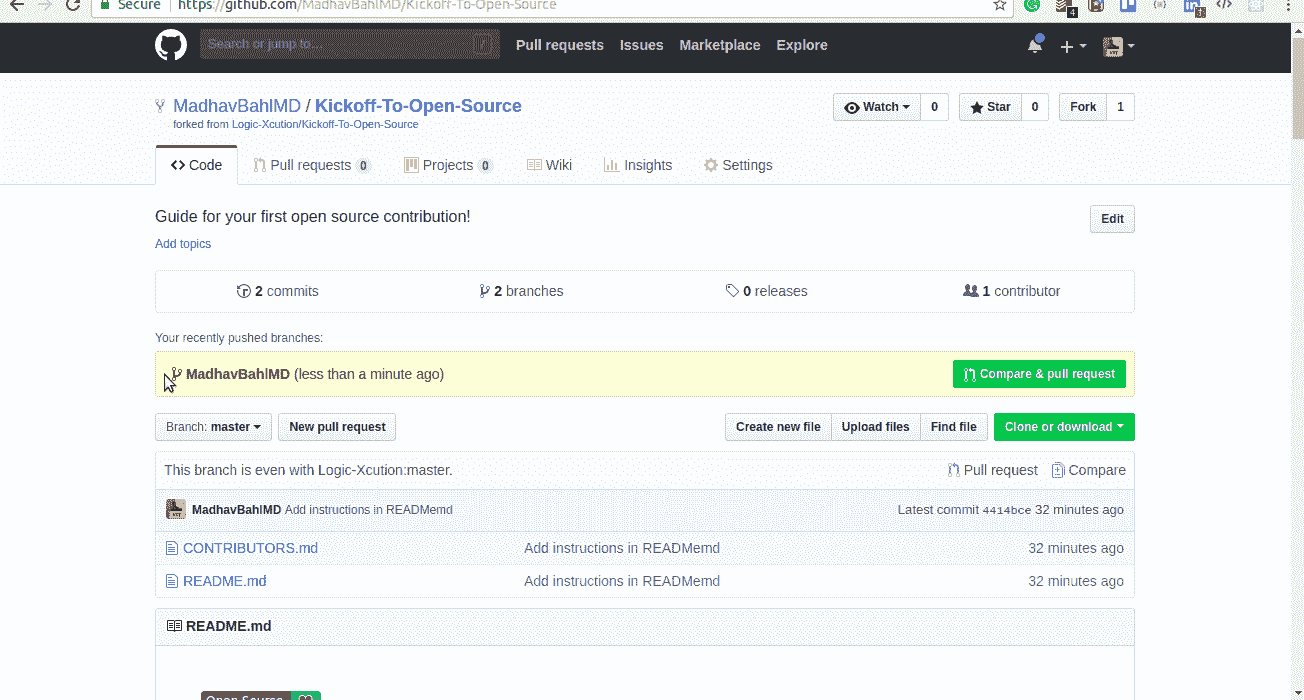 Secure https://github.com/MadhavBahlMD/Kickoff-To-Open-Source
4
1
Search or jump to... /
Pull requests Issues Marketplace Explore
MadhavBahlMD / Kickoff-To-Open-Source
Watch 0 Star 0 Fork 1
forked from Logic-Xcution/Kickoff-To-Open-Source
Code Pull requests 0 Projects 0 Wiki Insights Settings
Guide for your first open source contribution!
Edit
Add topics
2 commits 2 branches 0 releases 1 contributor
Your recently pushed branches:
MadhavBahlMD (less than a minute ago) Compare & pull request
Branch: master New pull request Create new file Upload files Find file Clone or download
This branch is even with Logic-Xcution:master. Pull request Compare
MadhavBahlMD Add instructions in READMemd Latest commit 4414bce 32 minutes ago
CONTRIBUTORS.md Add instructions in READMemd 32 minutes ago
README.md Add instructions in READMemd 32 minutes ago
README.md
Open Source